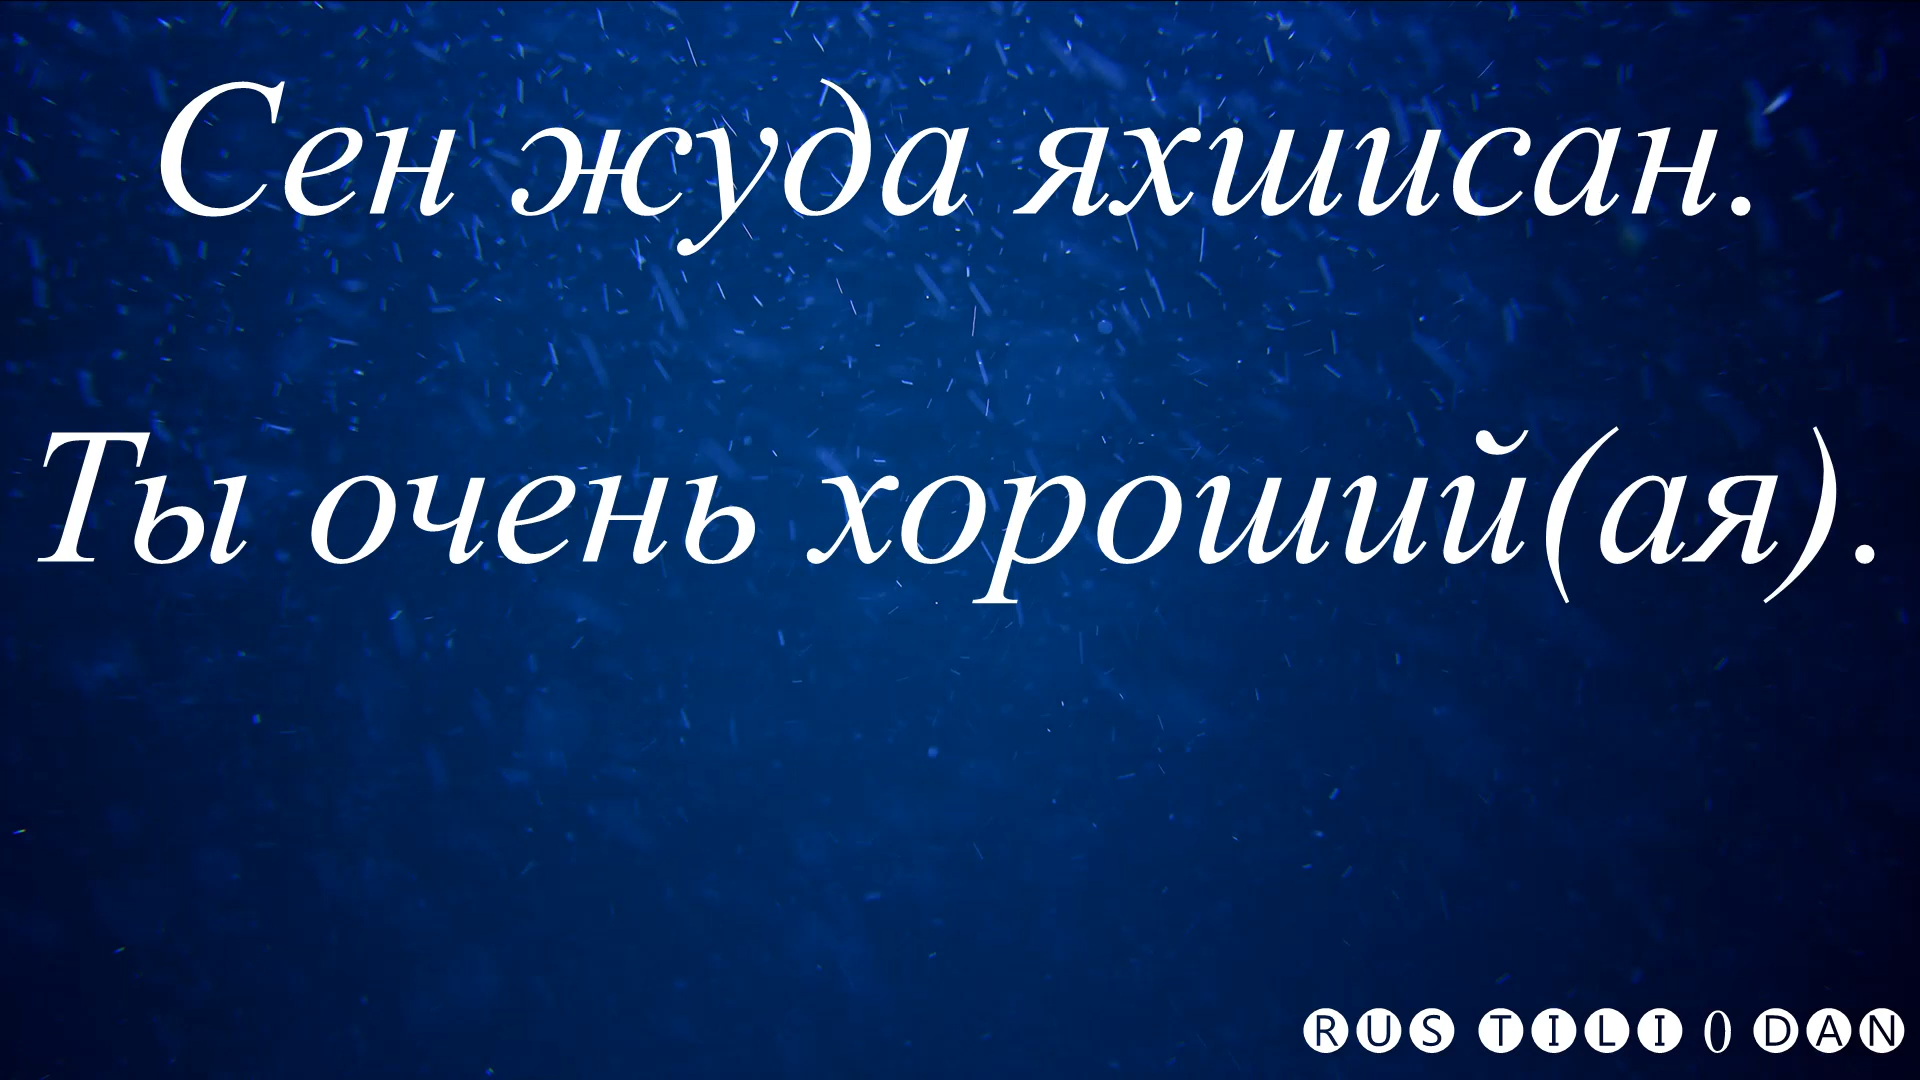 Сен жуда яхшисан.
Ты очень хороший(ая).
RUS TILI 0 DAN